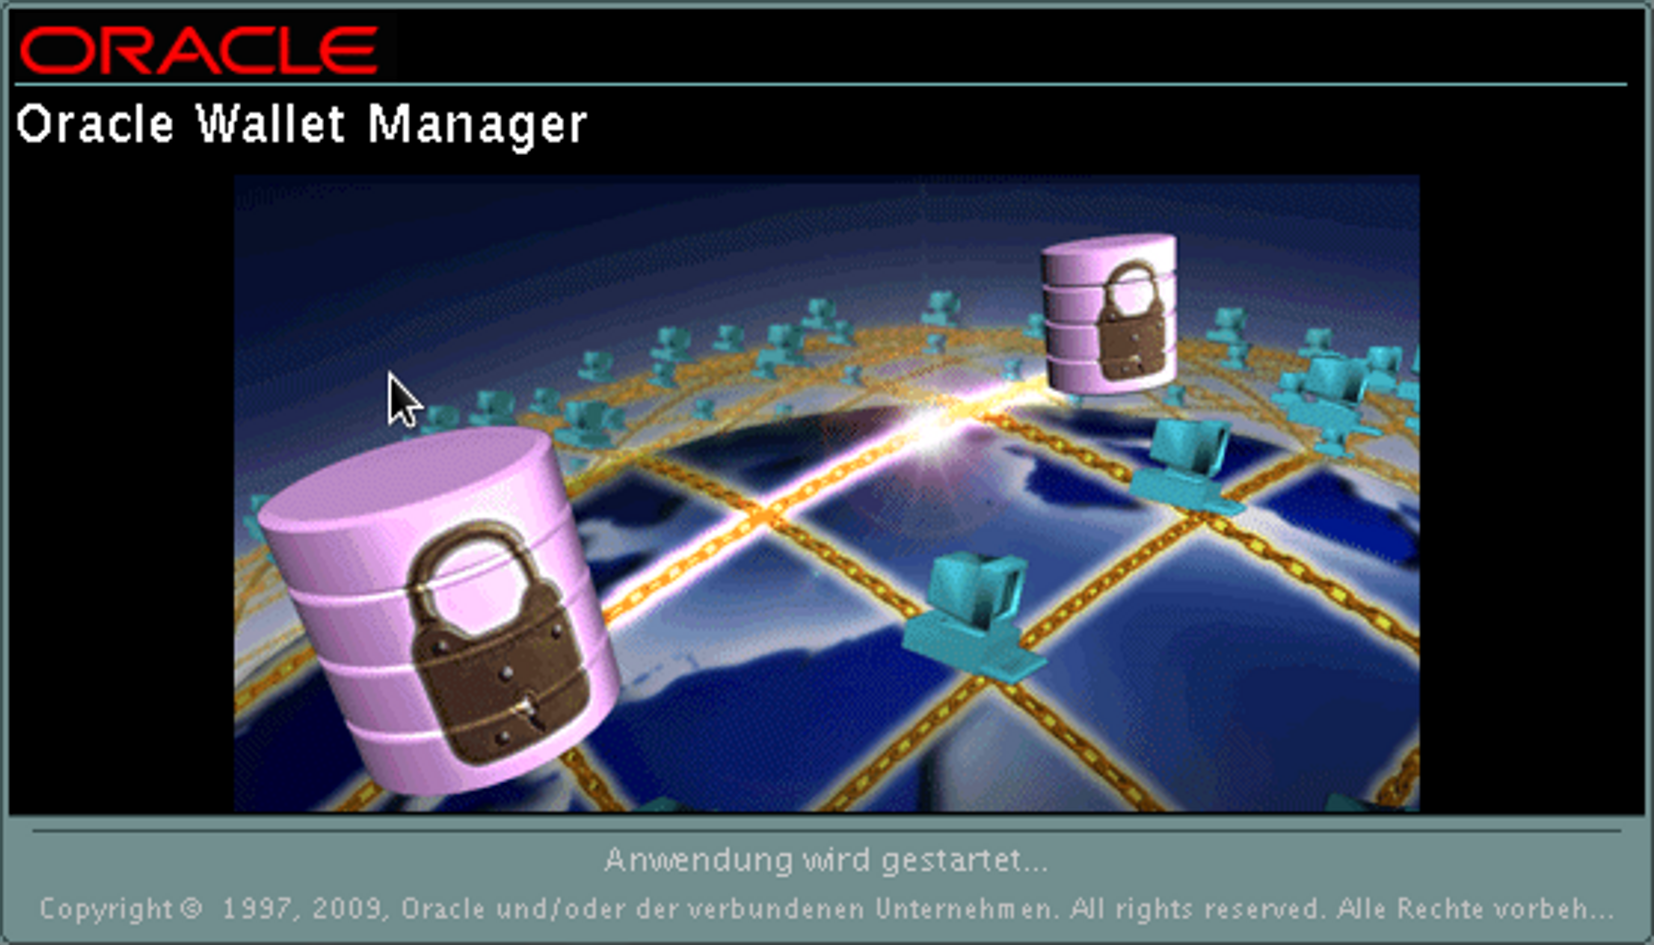 ORACLE
Oracle Wallet Manager
Anwendung wird gestartet...
Copyright © 1997, 2009, Oracle und/oder der verbundenen Unternehmen. All rights reserved. Alle Rechte vorbeh...